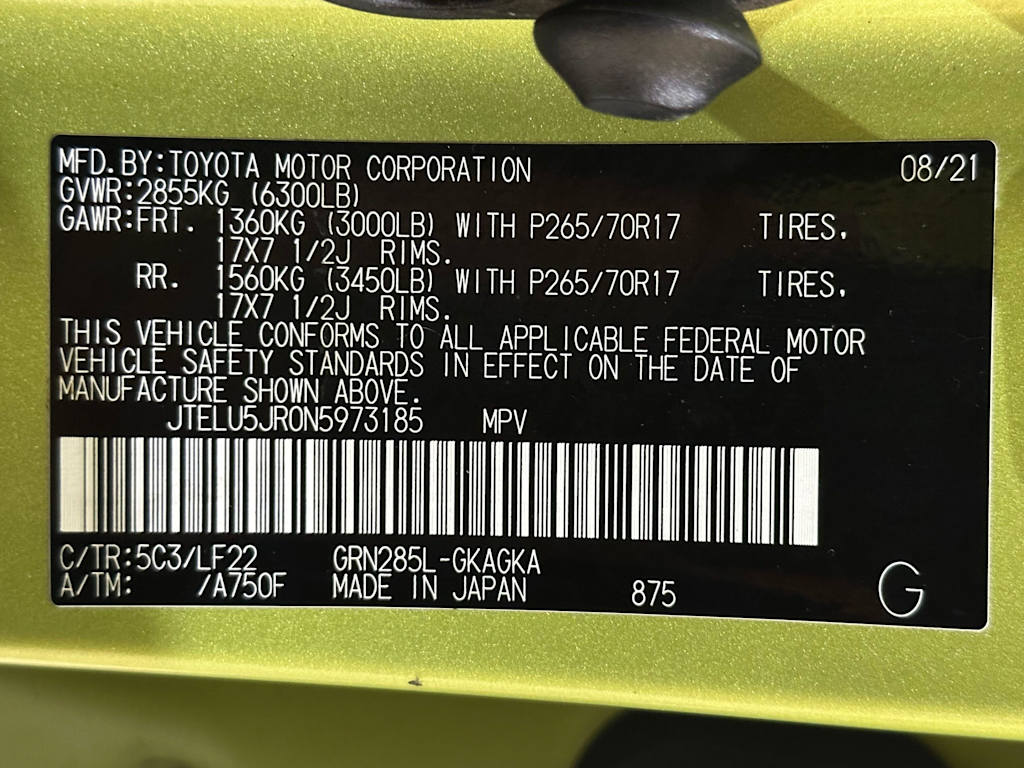 MFD.BY:TOYOTA MOTOR CORPORATION 08/21
GVWR:2855KG (6300LB)
GAWR:FRT. 1360KG (3000LB) WITH P265/70R17 TIRES,
17X7 1/2J RIMS.
RR. 1560KG (3450LB) WITH P265/70R17 TIRES,
17X7 1/2J RIMS.
THIS VEHICLE CONFORMS TO ALL APPLICABLE FEDERAL MOTOR
VEHICLE SAFETY STANDARDS IN EFFECT ON THE DATE OF
MANUFACTURE SHOWN ABOVE.
JTELU5JR0N5973185 MPV
C/TR:5C3/LF22 GRN285L-GKAGKA
A/TM: /A750F MADE IN JAPAN 875 G